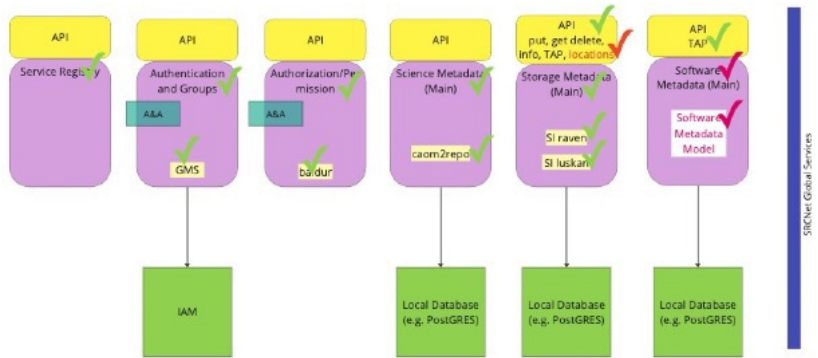 API
Service Registry
API
Authentication
and Groups
A&A
GMS
IAM
API
Authorization/Pe
mission
A&A
baldur
API
Science Metadata
(Main)
caom2repo
Local Database
(e.g. PostGRES)
API
put, get delete,
info, TAP, locations
Storage Metadata
(Main)
SI raven
SI luskan
Local Database
(e.g. PostGRES)
API
TAP
Software
Metadata (Main)
Software
Metadata
Model
Local Database
(e.g. PostGRES)
SRCNet Global Services